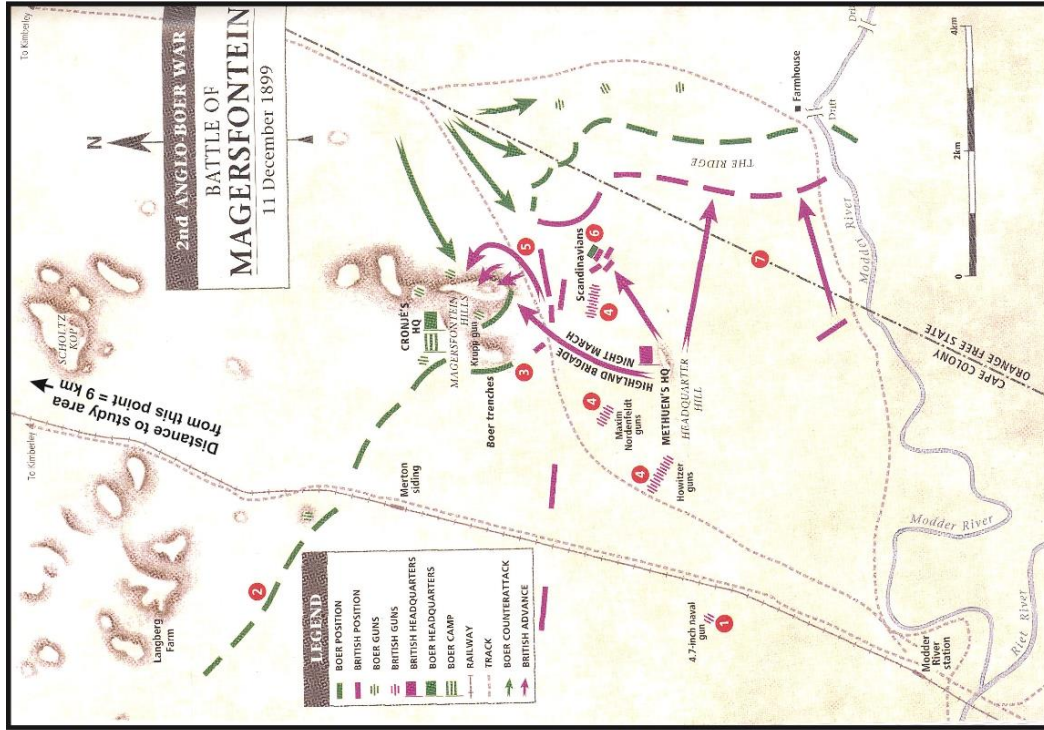 To Kimberley
2nd ANGLO-BOER WAR
BATTLE OF
MAGERSFONTEIN
11 December 1899
N
SCHOLTZ
KOP
Distance to study area
from this point = 9 km
To Kimberley
Langberg
Farm
2
CRONJÉ'S
HQ
MAGERSFONTEIN
HILLS
Krupp gun
Boer trenches
3
Merton
siding
5
Scandinavians
6
4
HIGHLAND BRIGADE
NIGHT MARCH
4
Maxim
Nordenfeldt
guns
METHUEN'S HQ
HEADQUARTER
HILL
4
Howitzer
guns
THE RIDGE
Farmhouse
Drift
7
CAPE COLONY
ORANGE FREE STATE
Modder River
Modder River
Riet River
Modder
River
station
4.7-inch naval
gun
1
0
2km
4km
LEGEND
BOER POSITION
BRITISH POSITION
BOER GUNS
BRITISH GUNS
BRITISH HEADQUARTERS
BOER HEADQUARTERS
BOER CAMP
RAILWAY
TRACK
BOER COUNTERATTACK
BRITISH ADVANCE